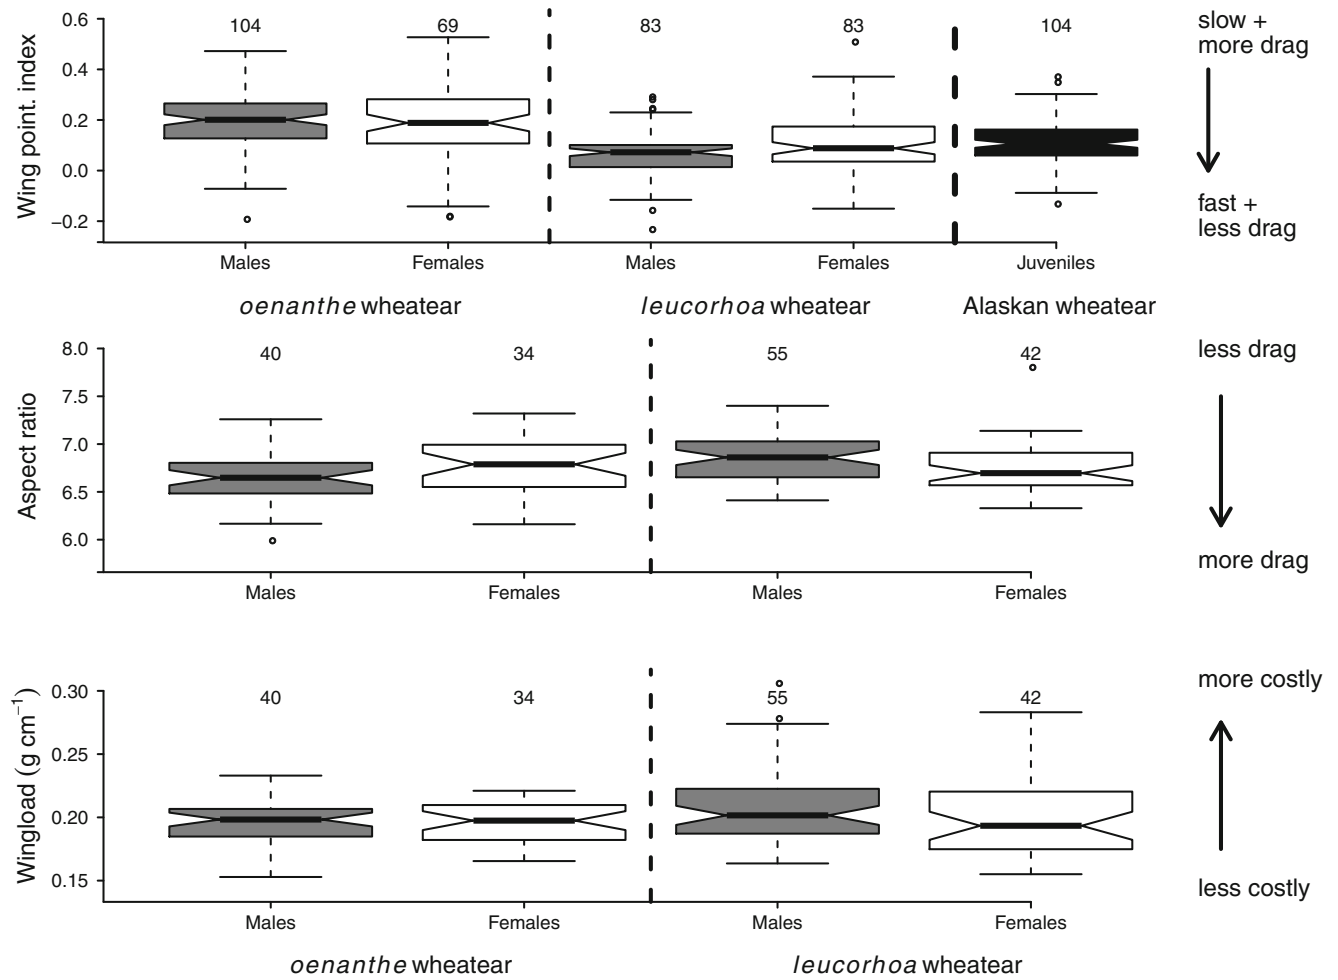 Wing point. index
0.6
0.4
0.2
0.0
−0.2
104
69
83
83
104
Males
Females
Males
Females
Juveniles
oenanthe wheatear
leucorhoa wheatear
Alaskan wheatear
slow +
more drag
fast +
less drag
Aspect ratio
8.0
7.5
7.0
6.5
6.0
40
34
55
42
Males
Females
Males
Females
less drag
more drag
Wingload (g cm−1)
0.30
0.25
0.20
0.15
40
34
55
42
Males
Females
Males
Females
oenanthe wheatear
leucorhoa wheatear
more costly
less costly